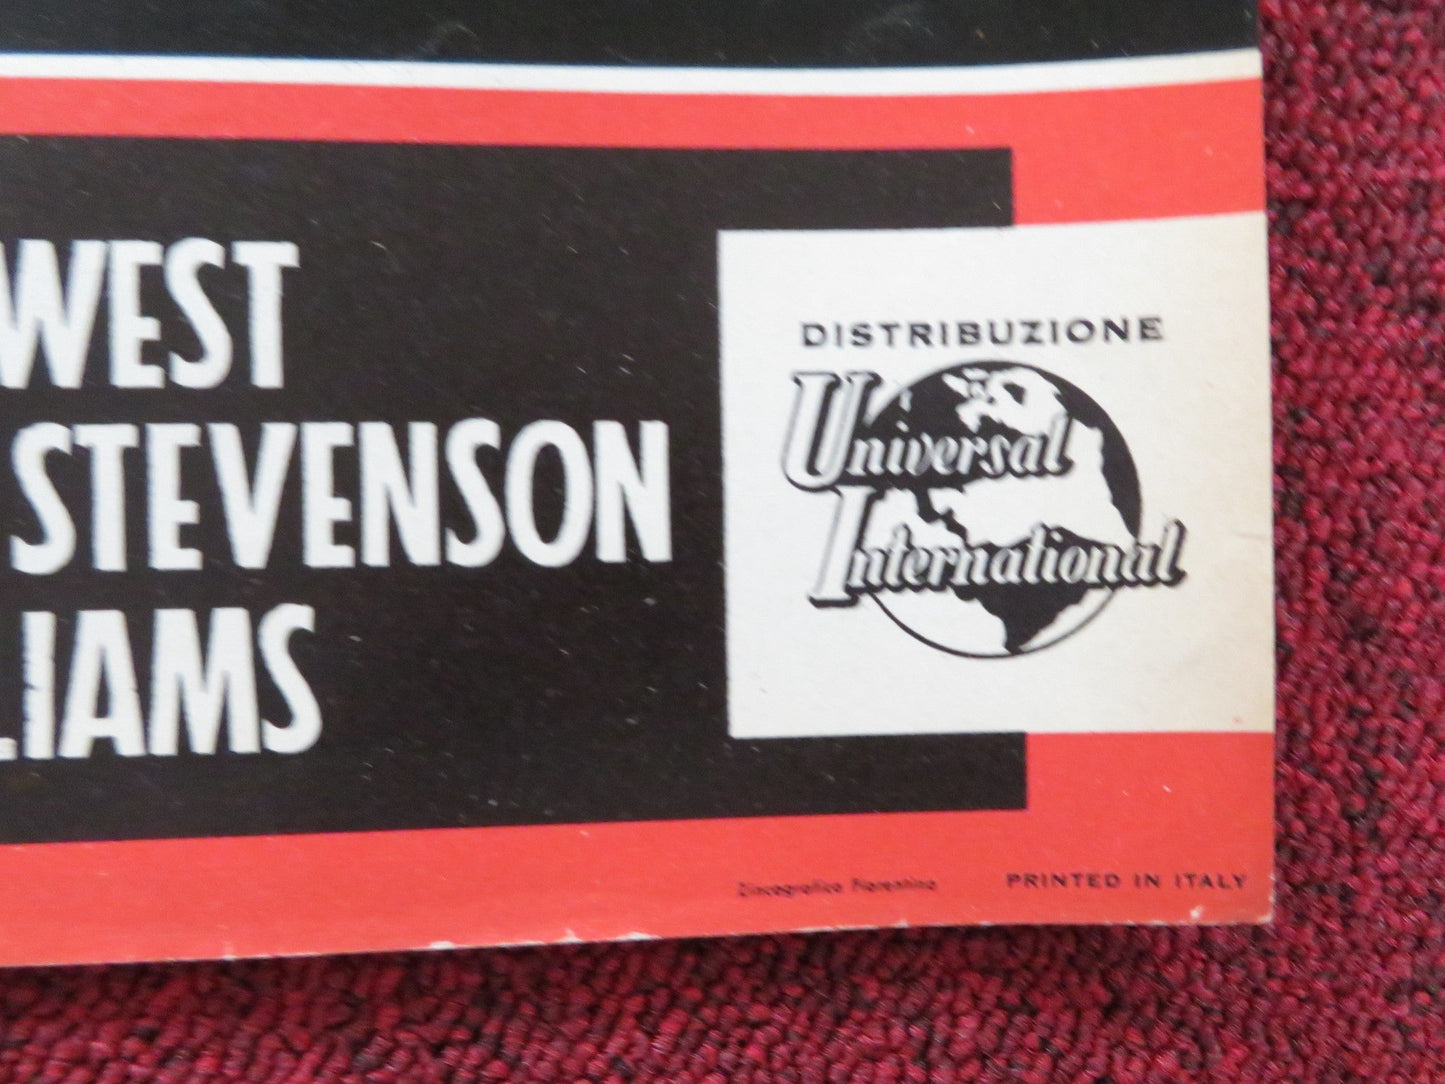 WEST
STEVENSON
LIAMS
DISTRIBUZIONE
Universal
International
Zincografica Fiorentina
PRINTED IN ITALY